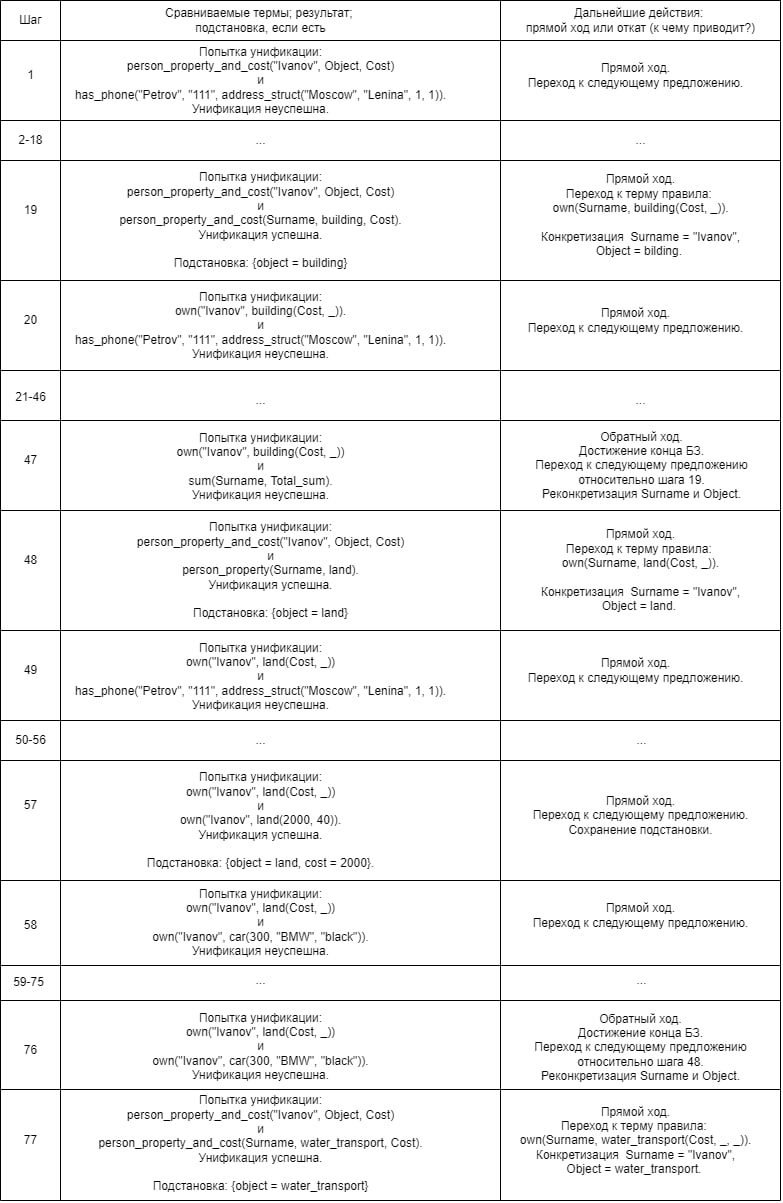 Шаг
Сравниваемые термы; результат;
подстановка, если есть
Дальнейшие действия:
прямой ход или откат (к чему приводит?)
1
Попытка унификации:
person_property_and_cost("Ivanov", Object, Cost)
и
has_phone("Petrov", "111", address_struct("Moscow", "Lenina", 1, 1)).
Унификация неуспешна.
Прямой ход.
Переход к следующему предложению.
2-18
...
...
19
Попытка унификации:
person_property_and_cost("Ivanov", Object, Cost)
и
person_property_and_cost(Surname, building, Cost).
Унификация успешна.
Подстановка: {object = building}
Прямой ход.
Переход к терму правила:
own(Surname, building(Cost, _)).
Конкретизация Surname = "Ivanov",
Object = bilding.
20
Попытка унификации:
own("Ivanov", building(Cost, _)).
и
has_phone("Petrov", "111", address_struct("Moscow", "Lenina", 1, 1)).
Унификация неуспешна.
Прямой ход.
Переход к следующему предложению.
21-46
...
...
47
Попытка унификации:
own("Ivanov", building(Cost, _))
и
sum(Surname, Total_sum).
Унификация неуспешна.
Обратный ход.
Достижение конца БЗ.
Переход к следующему предложению
относительно шага 19.
Реконкретизация Surname и Object.
48
Попытка унификации:
person_property_and_cost("Ivanov", Object, Cost)
и
person_property(Surname, land).
Унификация успешна.
Подстановка: {object = land}
Прямой ход.
Переход к терму правила:
own(Surname, land(Cost, _)).
Конкретизация Surname = "Ivanov",
Object = land.
49
Попытка унификации:
own("Ivanov", land(Cost, _))
и
has_phone("Petrov", "111", address_struct("Moscow", "Lenina", 1, 1)).
Унификация неуспешна.
Прямой ход.
Переход к следующему предложению.
50-56
...
...
57
Попытка унификации:
own("Ivanov", land(Cost, _))
и
own("Ivanov", land(2000, 40)).
Унификация успешна.
Подстановка: {object = land, cost = 2000}.
Прямой ход.
Переход к следующему предложению.
Сохранение подстановки.
58
Попытка унификации:
own("Ivanov", land(Cost, _))
и
own("Ivanov", car(300, "BMW", "black")).
Унификация неуспешна.
Прямой ход.
Переход к следующему предложению.
59-75
...
...
76
Попытка унификации:
own("Ivanov", land(Cost, _))
и
own("Ivanov", car(300, "BMW", "black")).
Унификация неуспешна.
Обратный ход.
Достижение конца БЗ.
Переход к следующему предложению
относительно шага 48.
Реконкретизация Surname и Object.
77
Попытка унификации:
person_property_and_cost("Ivanov", Object, Cost)
и
person_property_and_cost(Surname, water_transport, Cost).
Унификация успешна.
Подстановка: {object = water_transport}
Прямой ход.
Переход к терму правила:
own(Surname, water_transport(Cost, _, _)).
Конкретизация Surname = "Ivanov",
Object = water_transport.